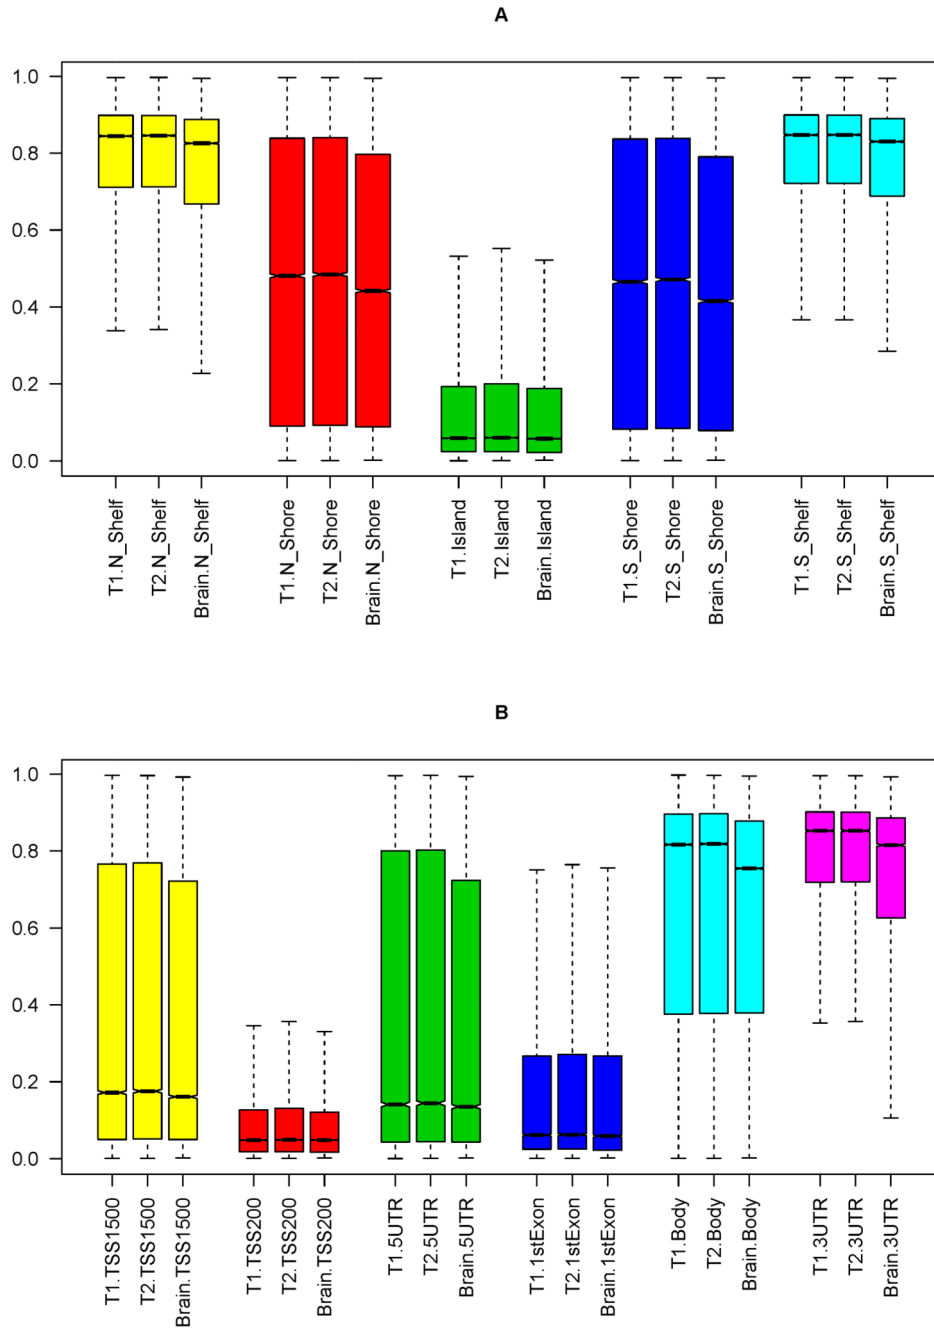 A
1.0
0.8
0.6
0.4
0.2
0.0
T1.N_Shelf
T2.N_Shelf
Brain.N_Shelf
T1.N_Shore
T2.N_Shore
Brain.N_Shore
T1.Island
T2.Island
Brain.Island
T1.S_Shore
T2.S_Shore
Brain.S_Shore
T1.S_Shelf
T2.S_Shelf
Brain.S_Shelf
B
1.0
0.8
0.6
0.4
0.2
0.0
T1.TSS1500
T2.TSS1500
Brain.TSS1500
T1.TSS200
T2.TSS200
Brain.TSS200
T1.5UTR
T2.5UTR
Brain.5UTR
T1.1stExon
T2.1stExon
Brain.1stExon
T1.Body
T2.Body
Brain.Body
T1.3UTR
T2.3UTR
Brain.3UTR